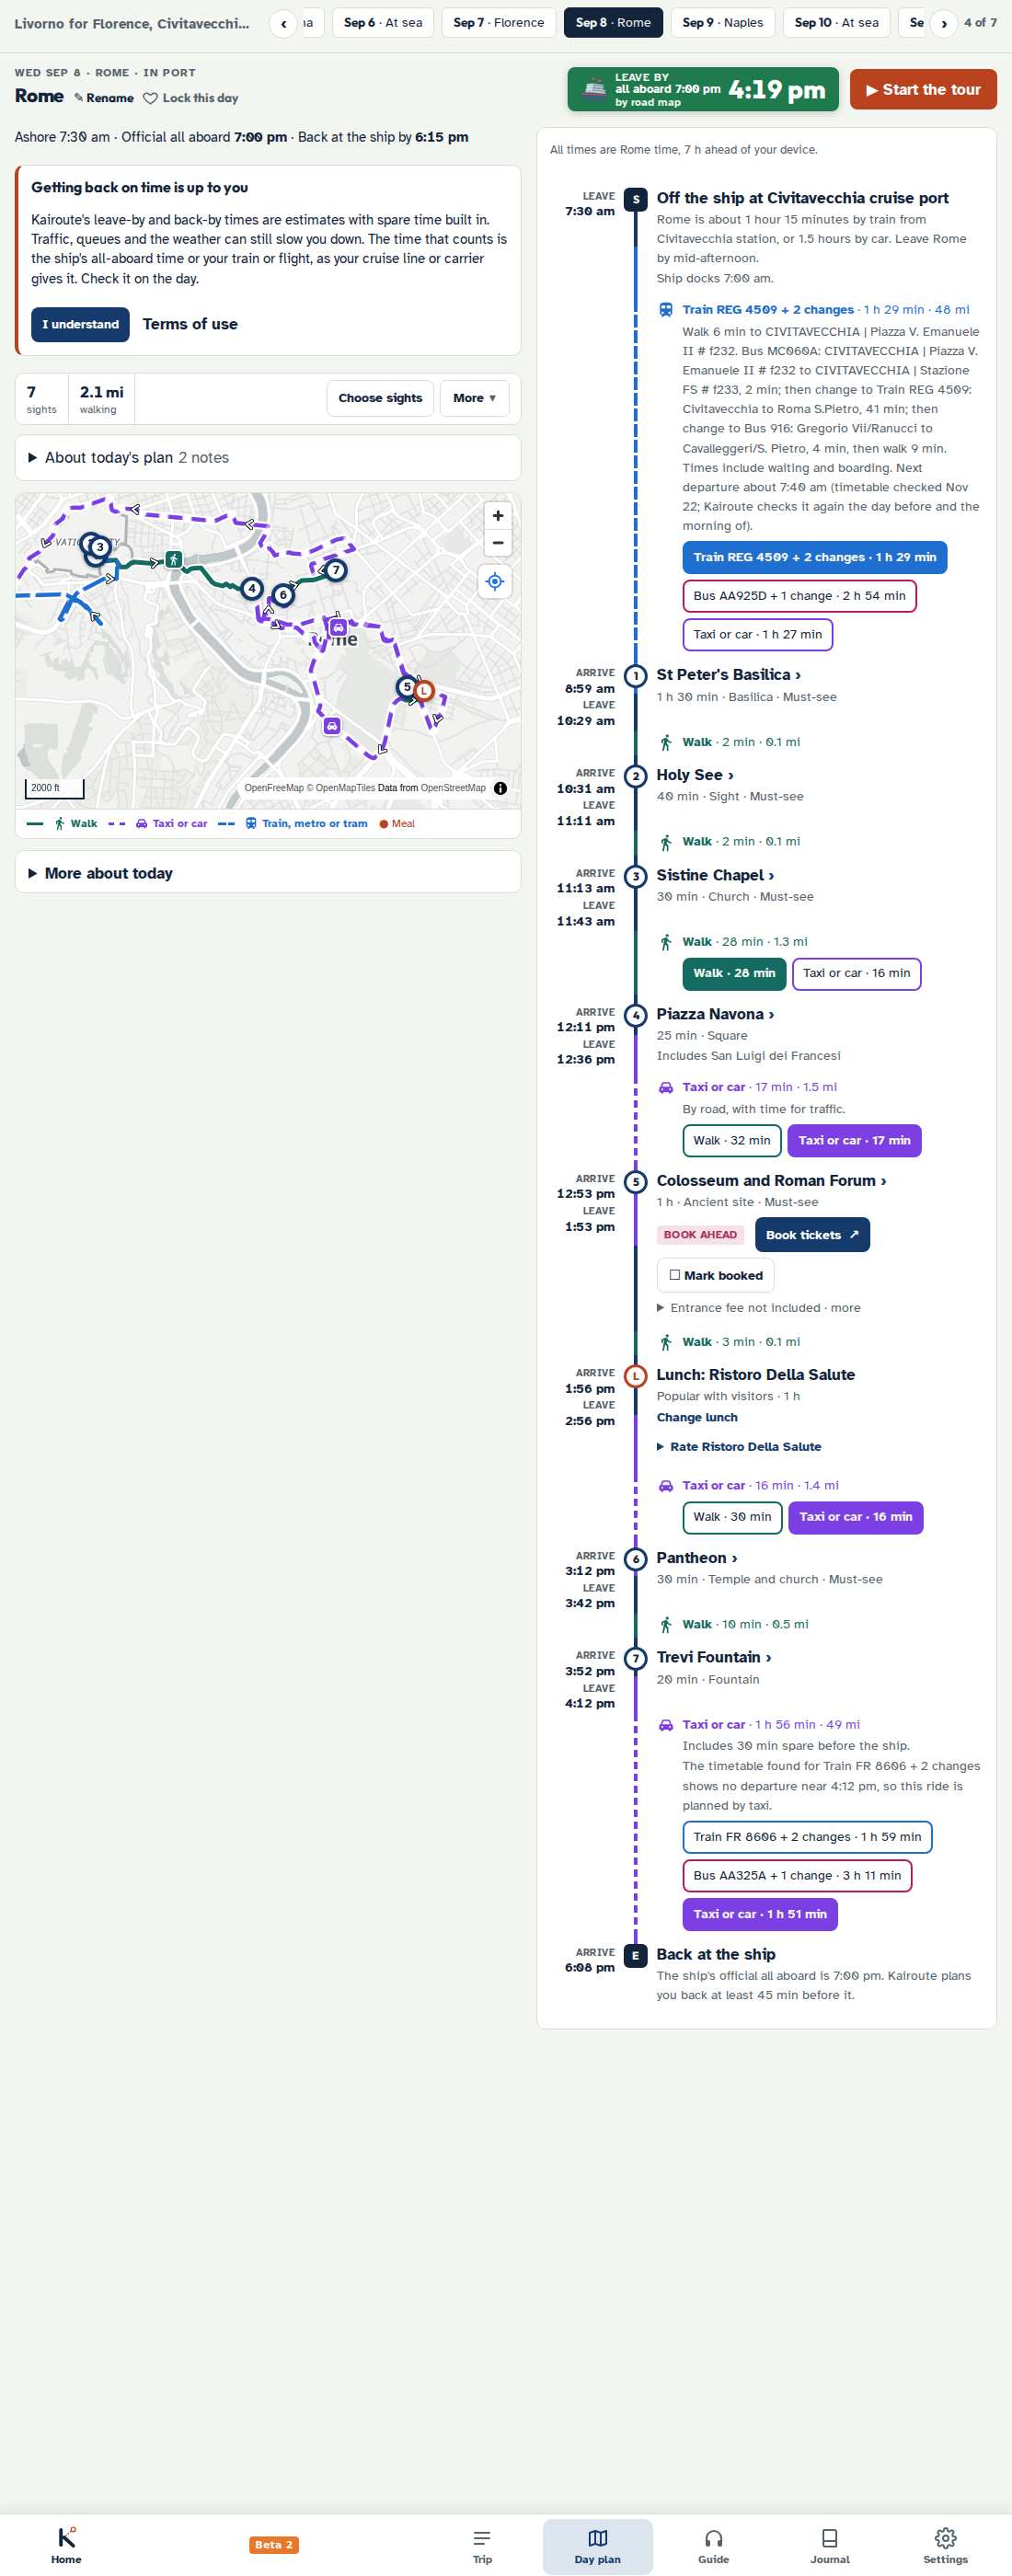 Livorno for Florence, Civitavecchi...
‹
Sep 6 · At sea
Sep 7 · Florence
Sep 8 · Rome
Sep 9 · Naples
Sep 10 · At sea
Se
›
4 of 7
WED SEP 8 · ROME · IN PORT
Rome
Rename
Lock this day
LEAVE BY
all aboard 7:00 pm
by road map
4:19 pm
▶ Start the tour
Ashore 7:30 am · Official all aboard 7:00 pm · Back at the ship by 6:15 pm
Getting back on time is up to you
Kairoute's leave-by and back-by times are estimates with spare time built in.
Traffic, queues and the weather can still slow you down. The time that counts is
the ship's all-aboard time or your train or flight, as your cruise line or carrier
gives it. Check it on the day.
I understand
Terms of use
7
sights
2.1 mi
walking
Choose sights
More ▾
▶ About today's plan 2 notes
3
4
6
7
5
L
2000 ft
OpenFreeMap © OpenMapTiles Data from OpenStreetMap
Walk
Taxi or car
Train, metro or tram
Meal
▶ More about today
All times are Rome time, 7 h ahead of your device.
LEAVE
7:30 am
S
Off the ship at Civitavecchia cruise port
Rome is about 1 hour 15 minutes by train from
Civitavecchia station, or 1.5 hours by car. Leave Rome
by mid-afternoon.
Ship docks 7:00 am.
Train REG 4509 + 2 changes · 1 h 29 min · 48 mi
Walk 6 min to CIVITAVECCHIA | Piazza V. Emanuele
II # f232. Bus MC060A: CIVITAVECCHIA | Piazza V.
Emanuele II # f232 to CIVITAVECCHIA | Stazione
FS # f233, 2 min; then change to Train REG 4509:
Civitavecchia to Roma S.Pietro, 41 min; then
change to Bus 916: Gregorio Vii/Ranucci to
Cavalleggeri/S. Pietro, 4 min, then walk 9 min.
Times include waiting and boarding. Next
departure about 7:40 am (timetable checked Nov
22; Kairoute checks it again the day before and the
morning of).
Train REG 4509 + 2 changes · 1 h 29 min
Bus AA925D + 1 change · 2 h 54 min
Taxi or car · 1 h 27 min
ARRIVE
8:59 am
LEAVE
10:29 am
1
St Peter's Basilica ›
1 h 30 min · Basilica · Must-see
Walk · 2 min · 0.1 mi
ARRIVE
10:31 am
LEAVE
11:11 am
2
Holy See ›
40 min · Sight · Must-see
Walk · 2 min · 0.1 mi
ARRIVE
11:13 am
LEAVE
11:43 am
3
Sistine Chapel ›
30 min · Church · Must-see
Walk · 28 min · 1.3 mi
Walk · 28 min
Taxi or car · 16 min
ARRIVE
12:11 pm
LEAVE
12:36 pm
4
Piazza Navona ›
25 min · Square
Includes San Luigi dei Francesi
Taxi or car · 17 min · 1.5 mi
By road, with time for traffic.
Walk · 32 min
Taxi or car · 17 min
ARRIVE
12:53 pm
LEAVE
1:53 pm
5
Colosseum and Roman Forum ›
1 h · Ancient site · Must-see
BOOK AHEAD
Book tickets ↗
☐ Mark booked
▶ Entrance fee not included · more
Walk · 3 min · 0.1 mi
ARRIVE
1:56 pm
LEAVE
2:56 pm
L
Lunch: Ristoro Della Salute
Popular with visitors · 1 h
Change lunch
▶ Rate Ristoro Della Salute
Taxi or car · 16 min · 1.4 mi
Walk · 30 min
Taxi or car · 16 min
ARRIVE
3:12 pm
LEAVE
3:42 pm
6
Pantheon ›
30 min · Temple and church · Must-see
Walk · 10 min · 0.5 mi
ARRIVE
3:52 pm
LEAVE
4:12 pm
7
Trevi Fountain ›
20 min · Fountain
Taxi or car · 1 h 56 min · 49 mi
Includes 30 min spare before the ship.
The timetable found for Train FR 8606 + 2 changes
shows no departure near 4:12 pm, so this ride is
planned by taxi.
Train FR 8606 + 2 changes · 1 h 59 min
Bus AA325A + 1 change · 3 h 11 min
Taxi or car · 1 h 51 min
ARRIVE
6:08 pm
E
Back at the ship
The ship's official all aboard is 7:00 pm. Kairoute plans
you back at least 45 min before it.
Home
Beta 2
Trip
Day plan
Guide
Journal
Settings